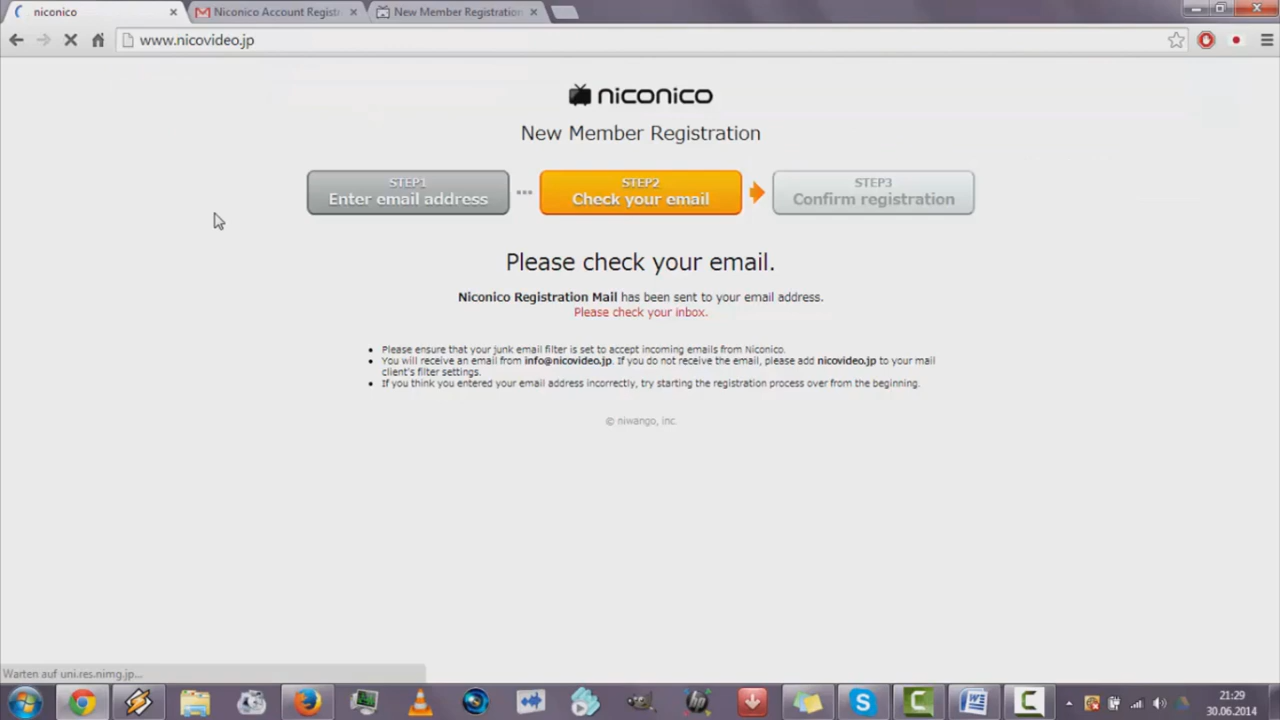 niconico
Niconico Account Registr
New Member Registration
www.nicovideo.jp
niconico
New Member Registration
STEP1
Enter email address
STEP2
Check your email
STEP3
Confirm registration
Please check your email.
Niconico Registration Mail has been sent to your email address.
Please check your inbox.
• Please ensure that your junk email filter is set to accept incoming emails from Niconico.
• You will receive an email from info@nicovideo.jp. If you do not receive the email, please add nicovideo.jp to your mail
client's filter settings.
• If you think you entered your email address incorrectly, try starting the registration process over from the beginning.
© niwango, inc.
Warten auf uni.res.nimg.jp...
21:29
30.06.2014